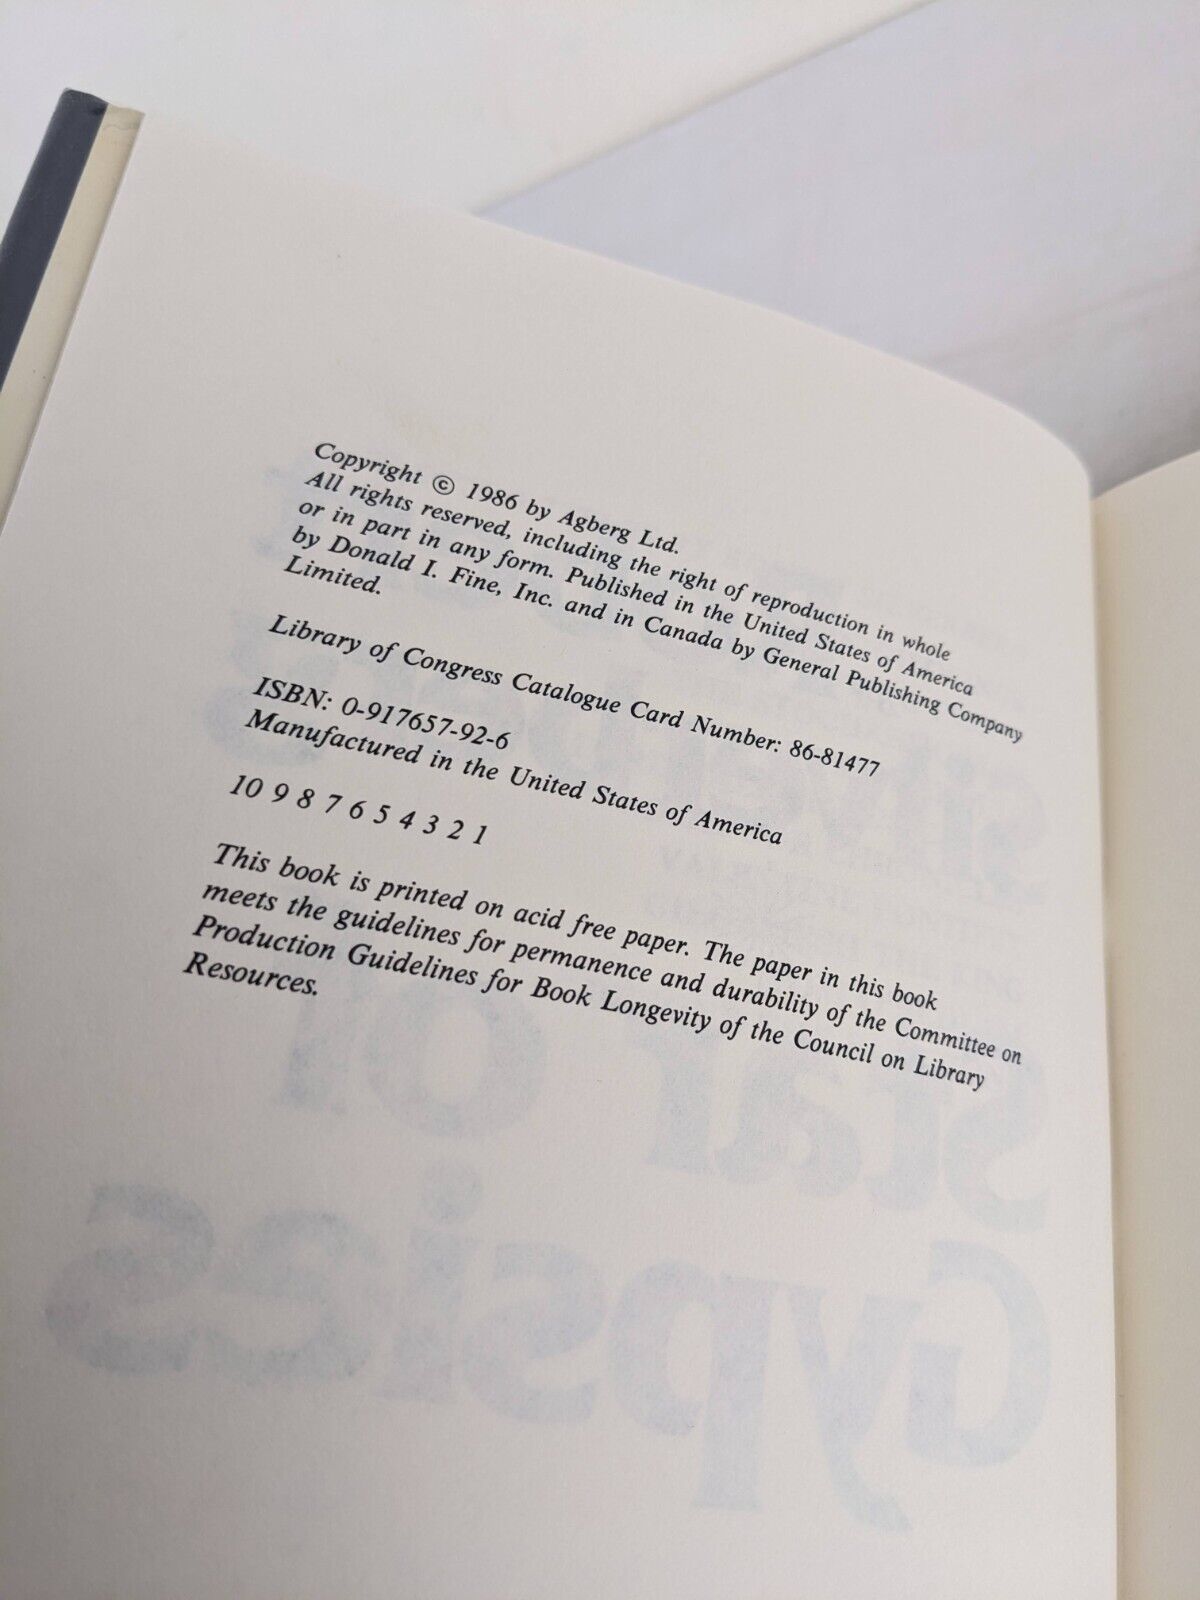 Copyright © 1986 by Agberg Ltd.
All rights reserved, including the right of reproduction in whole
or in part in any form. Published in the United States of America
by Donald I. Fine, Inc. and in Canada by General Publishing Company
Limited.
Library of Congress Catalogue Card Number: 86-81477
ISBN: 0-917657-92-6
Manufactured in the United States of America
10 9 8 7 6 5 4 3 2 1
This book is printed on acid free paper. The paper in this book
meets the guidelines for permanence and durability of the Committee on
Production Guidelines for Book Longevity of the Council on Library
Resources.
Star
of
Gypsies